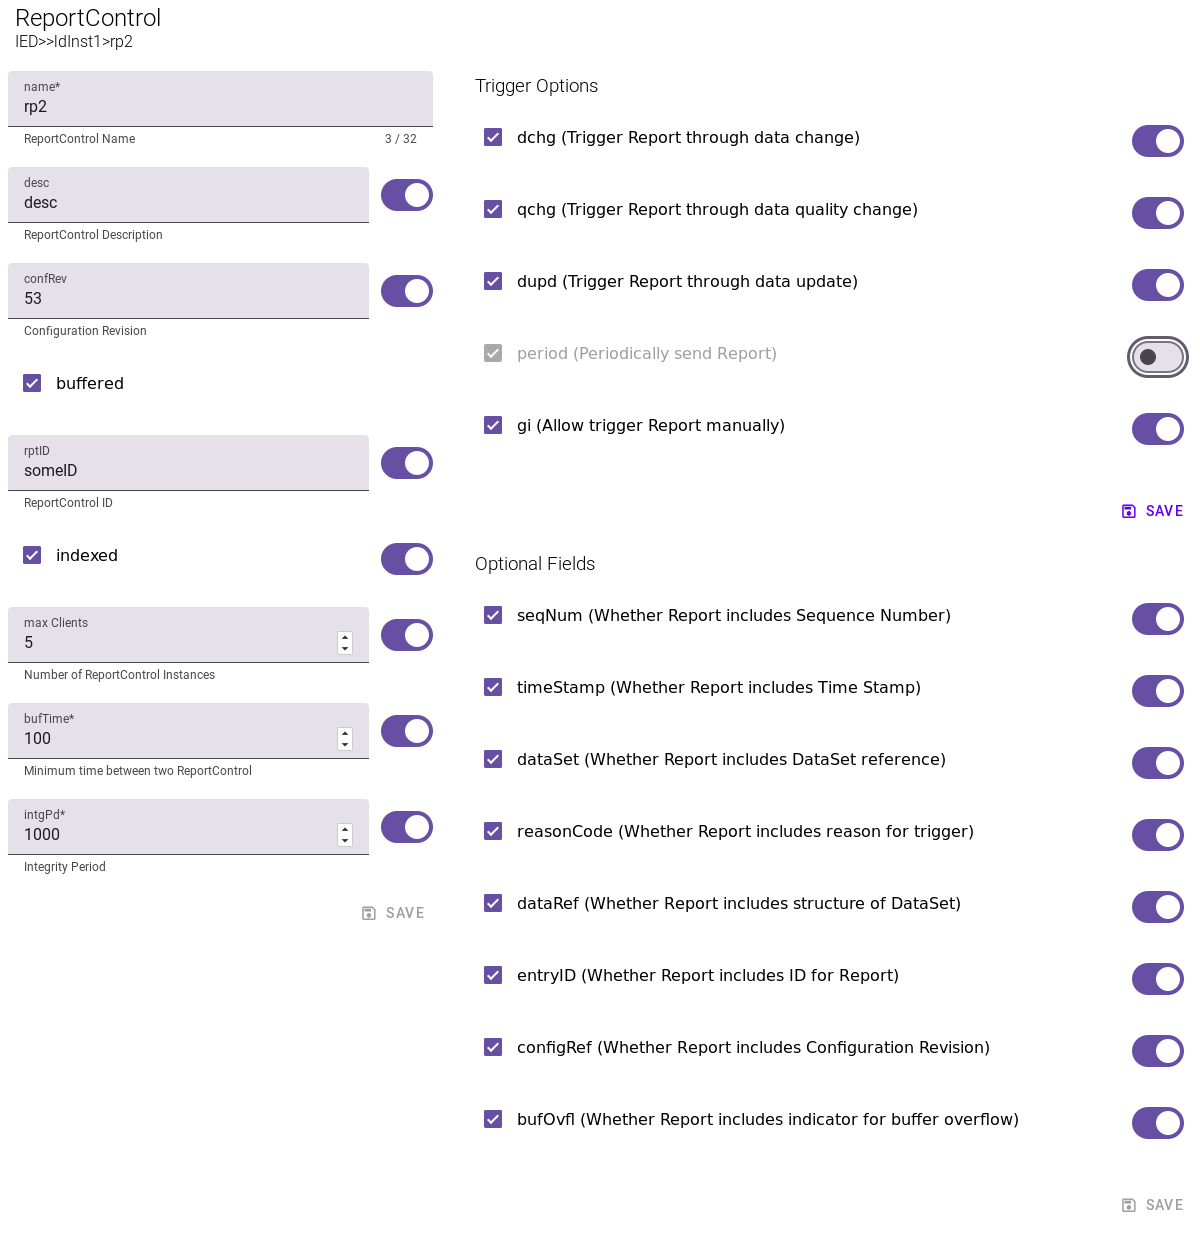 ReportControl
IED>>ldInst1>rp2
name*
rp2
ReportControl Name
3 / 32
desc
desc
ReportControl Description
confRev
53
Configuration Revision
buffered
rptID
someID
ReportControl ID
indexed
max Clients
5
Number of ReportControl Instances
bufTime*
100
Minimum time between two ReportControl
intgPd*
1000
Integrity Period
SAVE
Trigger Options
dchg (Trigger Report through data change)
qchg (Trigger Report through data quality change)
dupd (Trigger Report through data update)
period (Periodically send Report)
gi (Allow trigger Report manually)
SAVE
Optional Fields
seqNum (Whether Report includes Sequence Number)
timeStamp (Whether Report includes Time Stamp)
dataSet (Whether Report includes DataSet reference)
reasonCode (Whether Report includes reason for trigger)
dataRef (Whether Report includes structure of DataSet)
entryID (Whether Report includes ID for Report)
configRef (Whether Report includes Configuration Revision)
bufOvfl (Whether Report includes indicator for buffer overflow)
SAVE